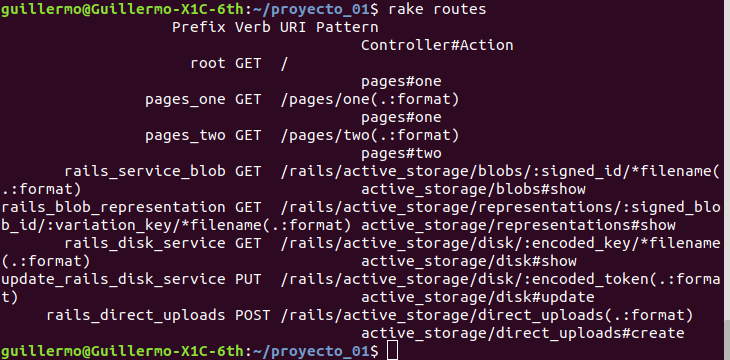 guillermo@Guillermo-X1C-6th:~/proyecto_01$ rake routes
Prefix Verb URI Pattern
Controller#Action
root GET /
pages#one
pages_one GET /pages/one(.:format)
pages#one
pages_two GET /pages/two(.:format)
pages#two
rails_service_blob GET /rails/active_storage/blobs/:signed_id/*filename(
.:format) active_storage/blobs#show
rails_blob_representation GET /rails/active_storage/representations/:signed_blo
b_id/:variation_key/*filename(.:format) active_storage/representations#show
rails_disk_service GET /rails/active_storage/disk/:encoded_key/*filename
(.:format) active_storage/disk#show
update_rails_disk_service PUT /rails/active_storage/disk/:encoded_token(.:forma
t) active_storage/disk#update
rails_direct_uploads POST /rails/active_storage/direct_uploads(.:format)
active_storage/direct_uploads#create
guillermo@Guillermo-X1C-6th:~/proyecto_01$